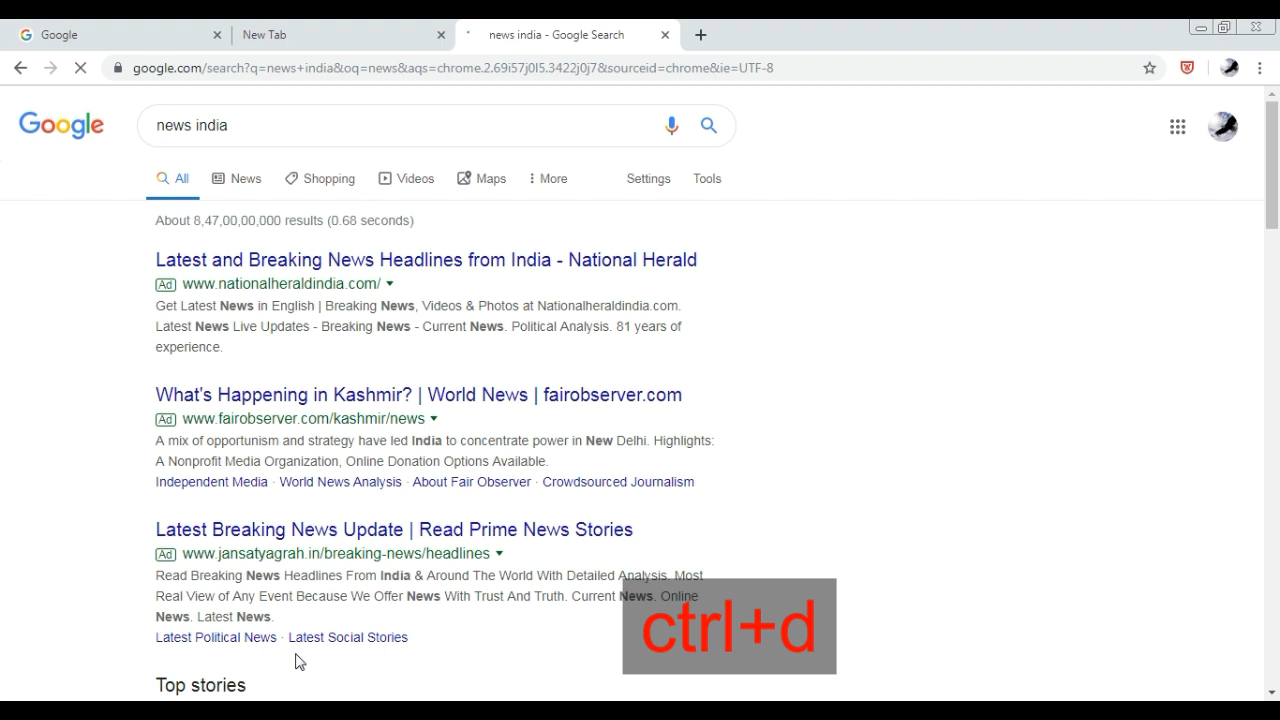 Google
New Tab
news india - Google Search
google.com/search?q=news+india&oq=news&aqs=chrome.2.69i57j0l5.3422j0j7&sourceid=chrome&ie=UTF-8
Google
news india
All News Shopping Videos Maps More Settings Tools
About 8,47,00,00,000 results (0.68 seconds)
Latest and Breaking News Headlines from India - National Herald
Ad www.nationalheraldindia.com/
Get Latest News in English | Breaking News, Videos & Photos at Nationalheraldindia.com.
Latest News Live Updates - Breaking News - Current News. Political Analysis. 81 years of
experience.
What's Happening in Kashmir? | World News | fairobserver.com
Ad www.fairobserver.com/kashmir/news
A mix of opportunism and strategy have led India to concentrate power in New Delhi. Highlights:
A Nonprofit Media Organization, Online Donation Options Available.
Independent Media · World News Analysis · About Fair Observer · Crowdsourced Journalism
Latest Breaking News Update | Read Prime News Stories
Ad www.jansatyagrah.in/breaking-news/headlines
Read Breaking News Headlines From India & Around The World With Detailed Analysis. Most
Real View of Any Event Because We Offer News With Trust And Truth. Current News. Online
News. Latest News.
Latest Political News · Latest Social Stories
ctrl+d
Top stories